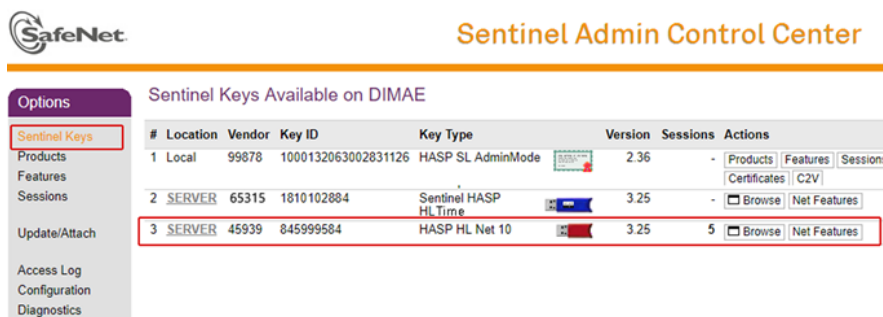 SafeNet.
Sentinel Admin Control Center
Options
Sentinel Keys
Products
Features
Sessions
Update/Attach
Access Log
Configuration
Diagnostics
Sentinel Keys Available on DIMAE
# Location Vendor Key ID Key Type Version Sessions Actions
1 Local 99878 1000132063002831126 HASP SL AdminMode 2.36 - Products Features Sessions
Certificates C2V
2 SERVER 65315 1810102884 Sentinel HASP HLTime 3.25 - Browse Net Features
3 SERVER 45939 845999584 HASP HL Net 10 3.25 5 Browse Net Features